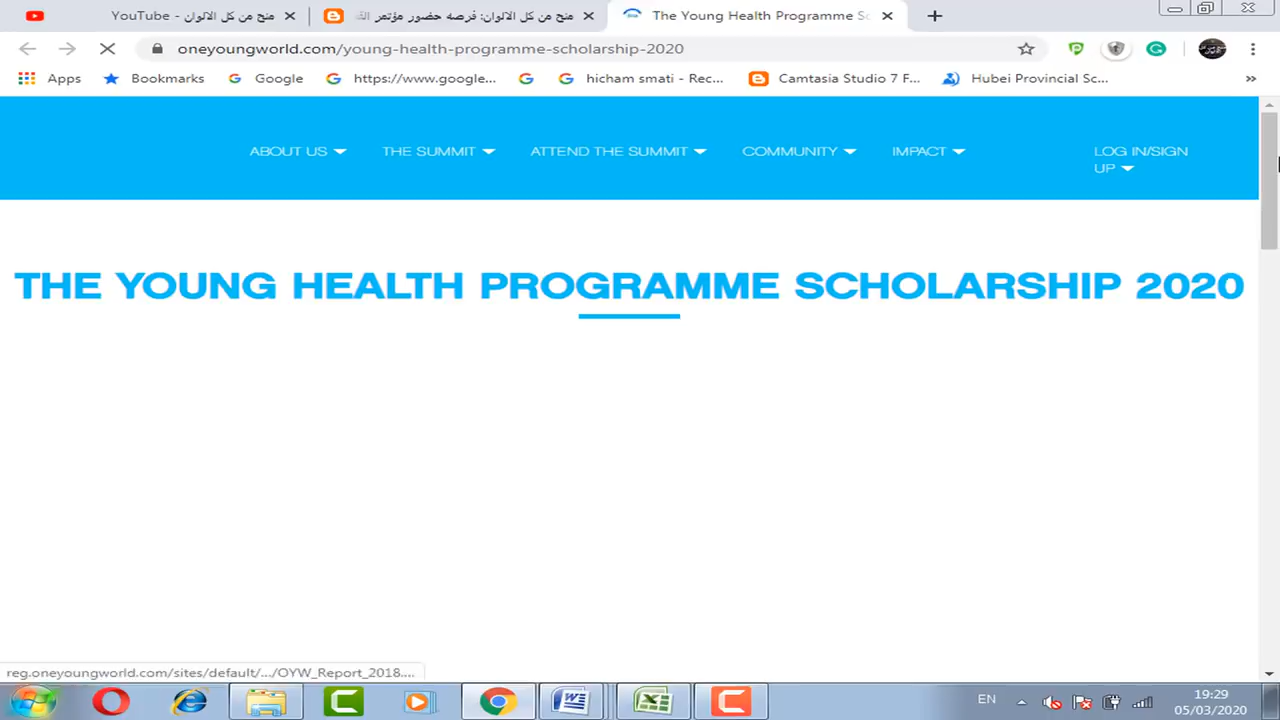 منح من كل الالوان - YouTube
منح من كل الالوان: فرصه حضور مؤتمر
The Young Health Programme Sc
oneyoungworld.com/young-health-programme-scholarship-2020
Apps
Bookmarks
Google
https://www.google...
hicham smati - Rec...
Camtasia Studio 7 F...
Hubei Provincial Sc...
»
ABOUT US
THE SUMMIT
ATTEND THE SUMMIT
COMMUNITY
IMPACT
LOG IN/SIGN
UP
THE YOUNG HEALTH PROGRAMME SCHOLARSHIP 2020
reg.oneyoungworld.com/sites/default/.../OYW_Report_2018....
EN
19:29
05/03/2020